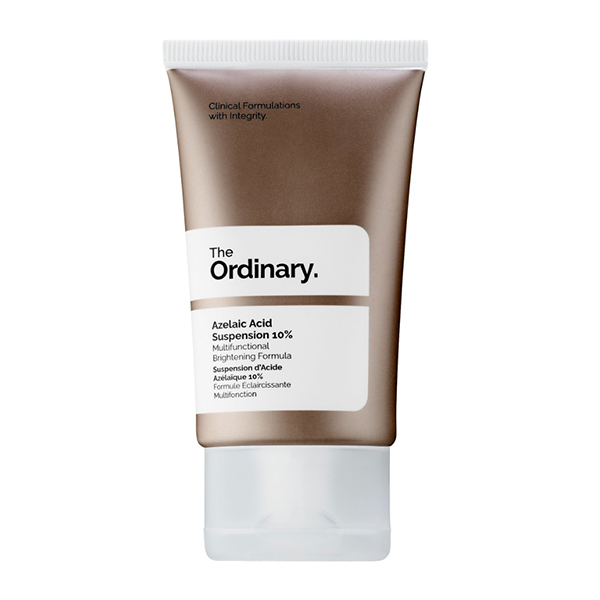 Clinical Formulations
with Integrity.
The
Ordinary.
Azelaic Acid
Suspension 10%
Multifunctional
Brightening Formula
Suspension d'Acide
Azélaïque 10%
Formule Eclaircissante
Multifonction